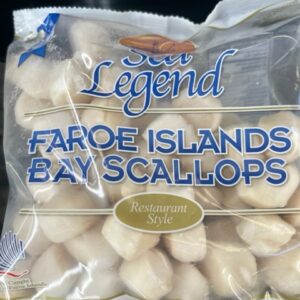 Sea
Legend
FAROE ISLANDS
BAY SCALLOPS
Restaurant
Style